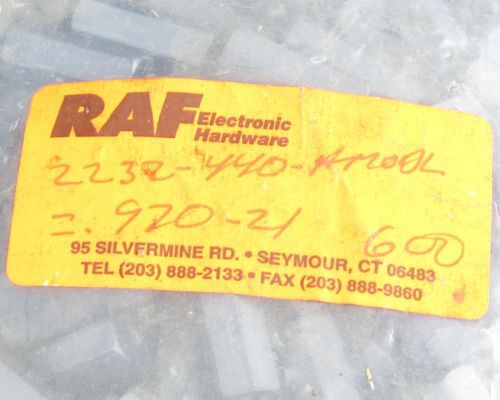 RAF Electronic
Hardware
2232-440-A
=. 970-21 600
95 SILVERMINE RD. • SEYMOUR, CT 06483
TEL (203) 888-2133 • FAX (203) 888-9860